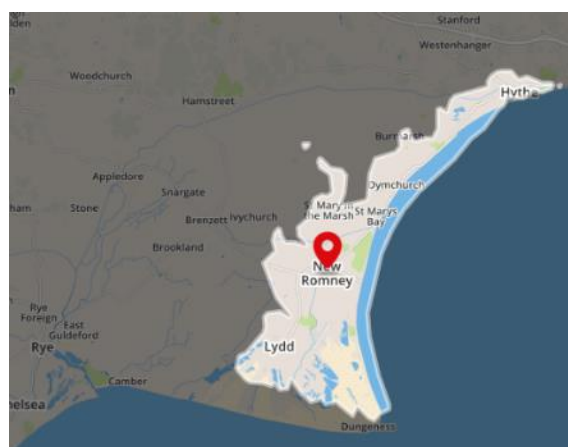 Stanford
Westenhanger
Woodchurch
Hythe
Hamstreet
Burmarsh
Appledore
Dymchurch
Snargate
Stone
St Mary in
the Marsh
St Marys
Bay
Brenzett
Ivychurch
Brookland
New
Romney
Rye
Foreign
East
Guldeford
Rye
Lydd
Camber
Dungeness